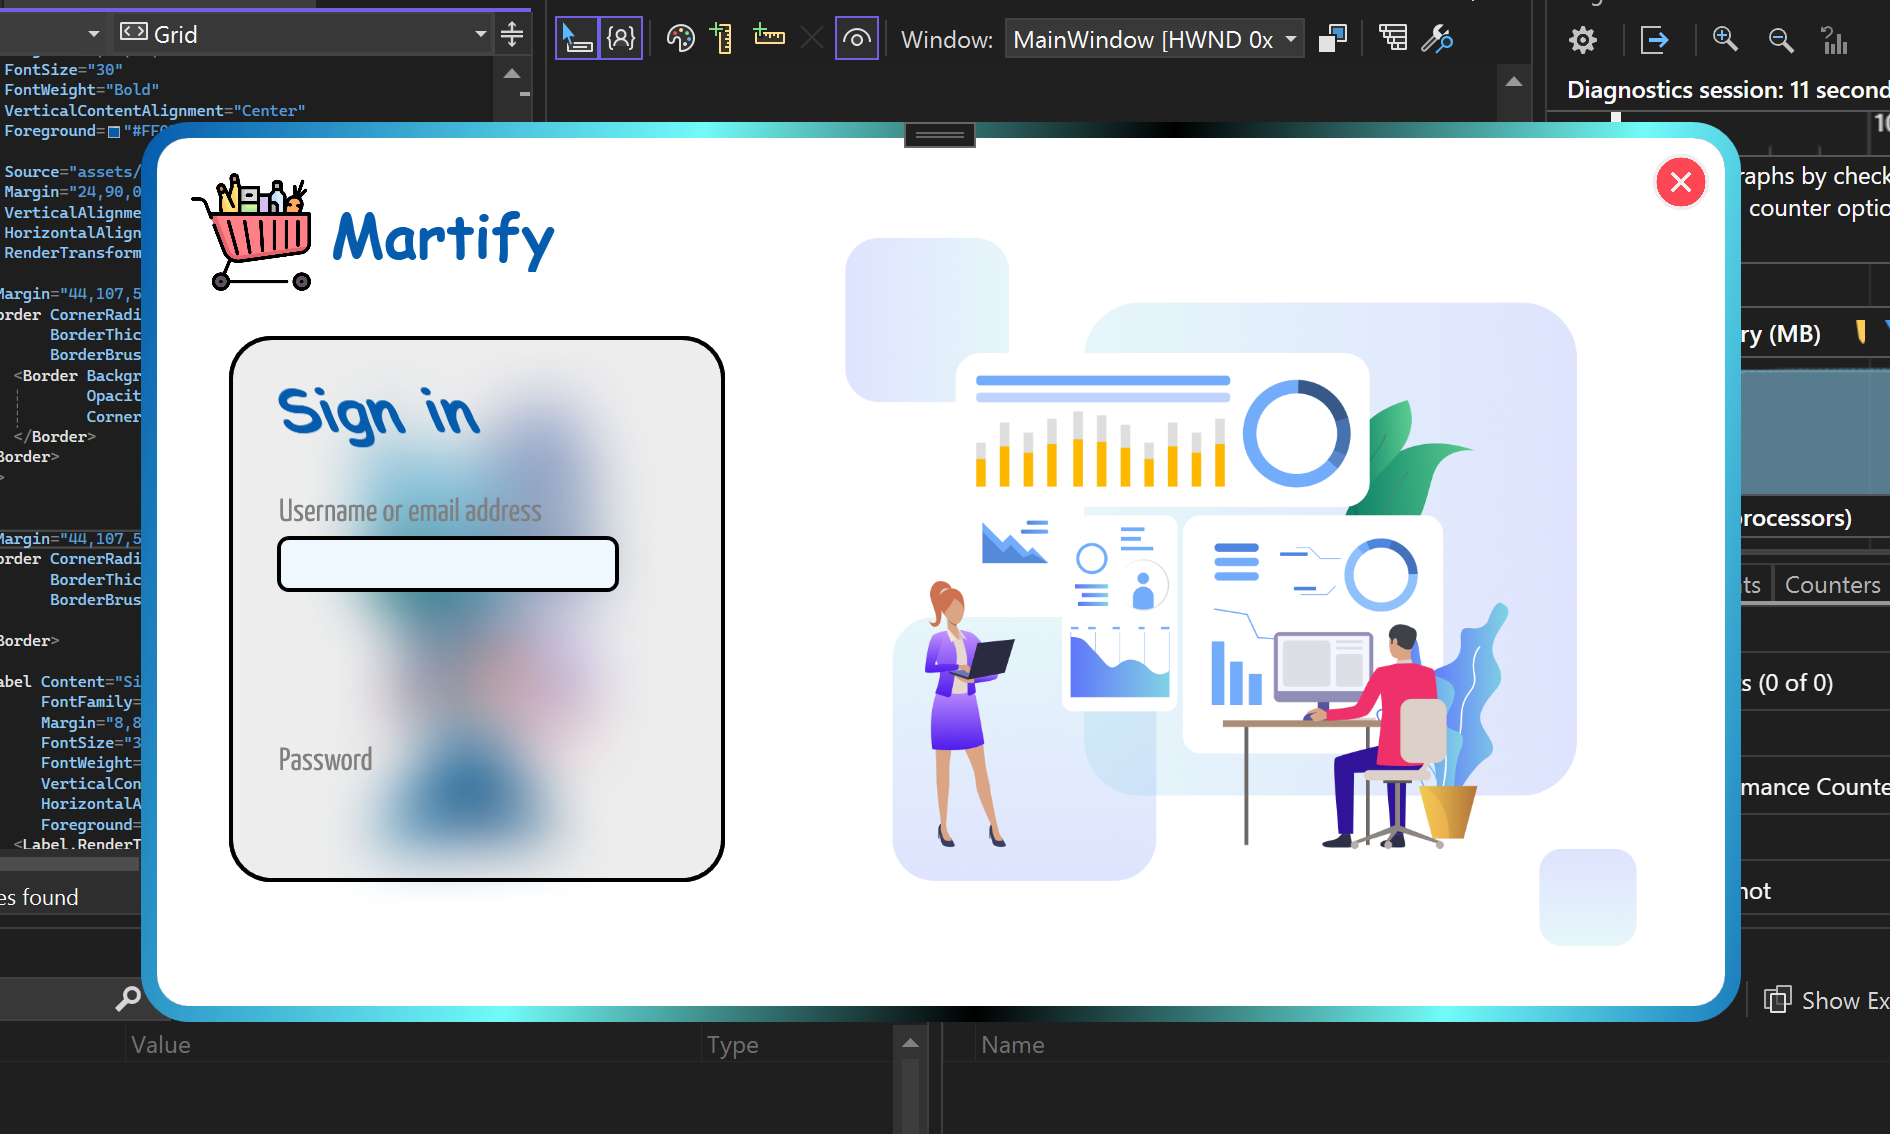 Grid
Window:
MainWindow [HWND 0x
FontSize="30"
FontWeight="Bold"
VerticalContentAlignment="Center"
Foreground= "#FF0
Source="assets/
Margin="24,90,0
VerticalAlignme
HorizontalAlign
RenderTransform
Margin="44,107,5
order CornerRadi
BorderThic
BorderBrus
<Border Backgr
Opacit
Corner
</Border>
Border>
>
Margin="44,107,5
order CornerRadi
BorderThic
BorderBrus
Border>
abel Content="Si
FontFamily=
Margin="8,8
FontSize="3
FontWeight=
VerticalCon
HorizontalA
Foreground=
<Label.RenderT
es found
Martify
Sign in
Username or email address
Password
Diagnostics session: 11 second
10
raphs by check
counter optio
ry (MB)
rocessors)
ts
Counters
s (0 of 0)
mance Counte
hot
Show Ex
Value
Type
Name